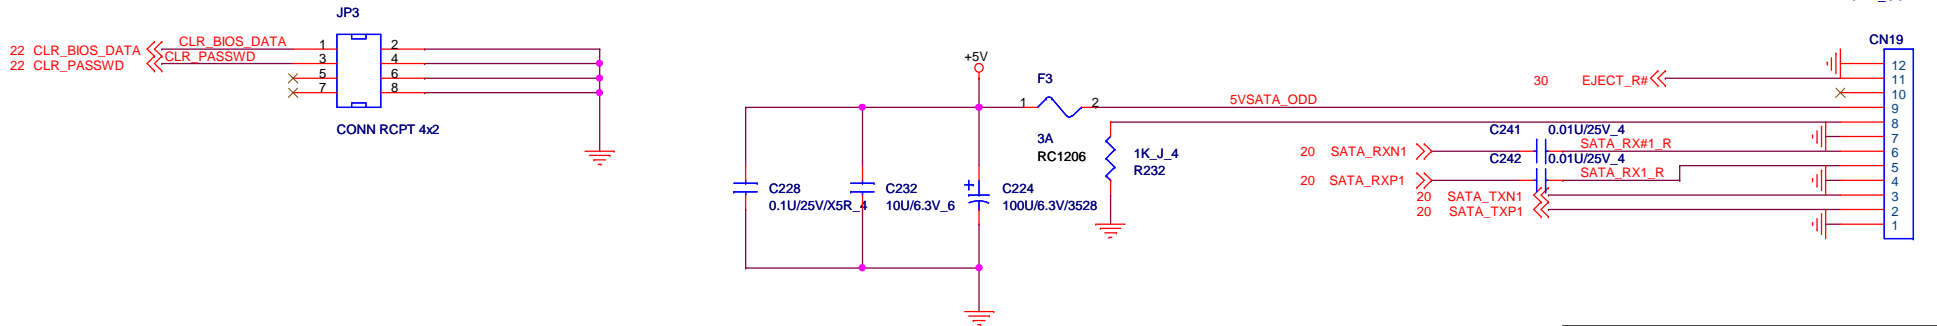 JP3
22 CLR_BIOS_DATA
CLR_BIOS_DATA
22 CLR_PASSWD
CLR_PASSWD
1 2
3 4
5 6
7 8
CONN RCPT 4x2
+5V
F3
1 2
5VSATA_ODD
3A
RC1206
1K_J_4
R232
C228
0.1U/25V/X5R_4
C232
10U/6.3V_6
C224
100U/6.3V/3528
CN19
30 EJECT_R#
C241 0.01U/25V_4
20 SATA_RXN1
SATA_RX#1_R
C242 0.01U/25V_4
20 SATA_RXP1
SATA_RX1_R
20 SATA_TXN1
20 SATA_TXP1
12
11
10
9
8
7
6
5
4
3
2
1